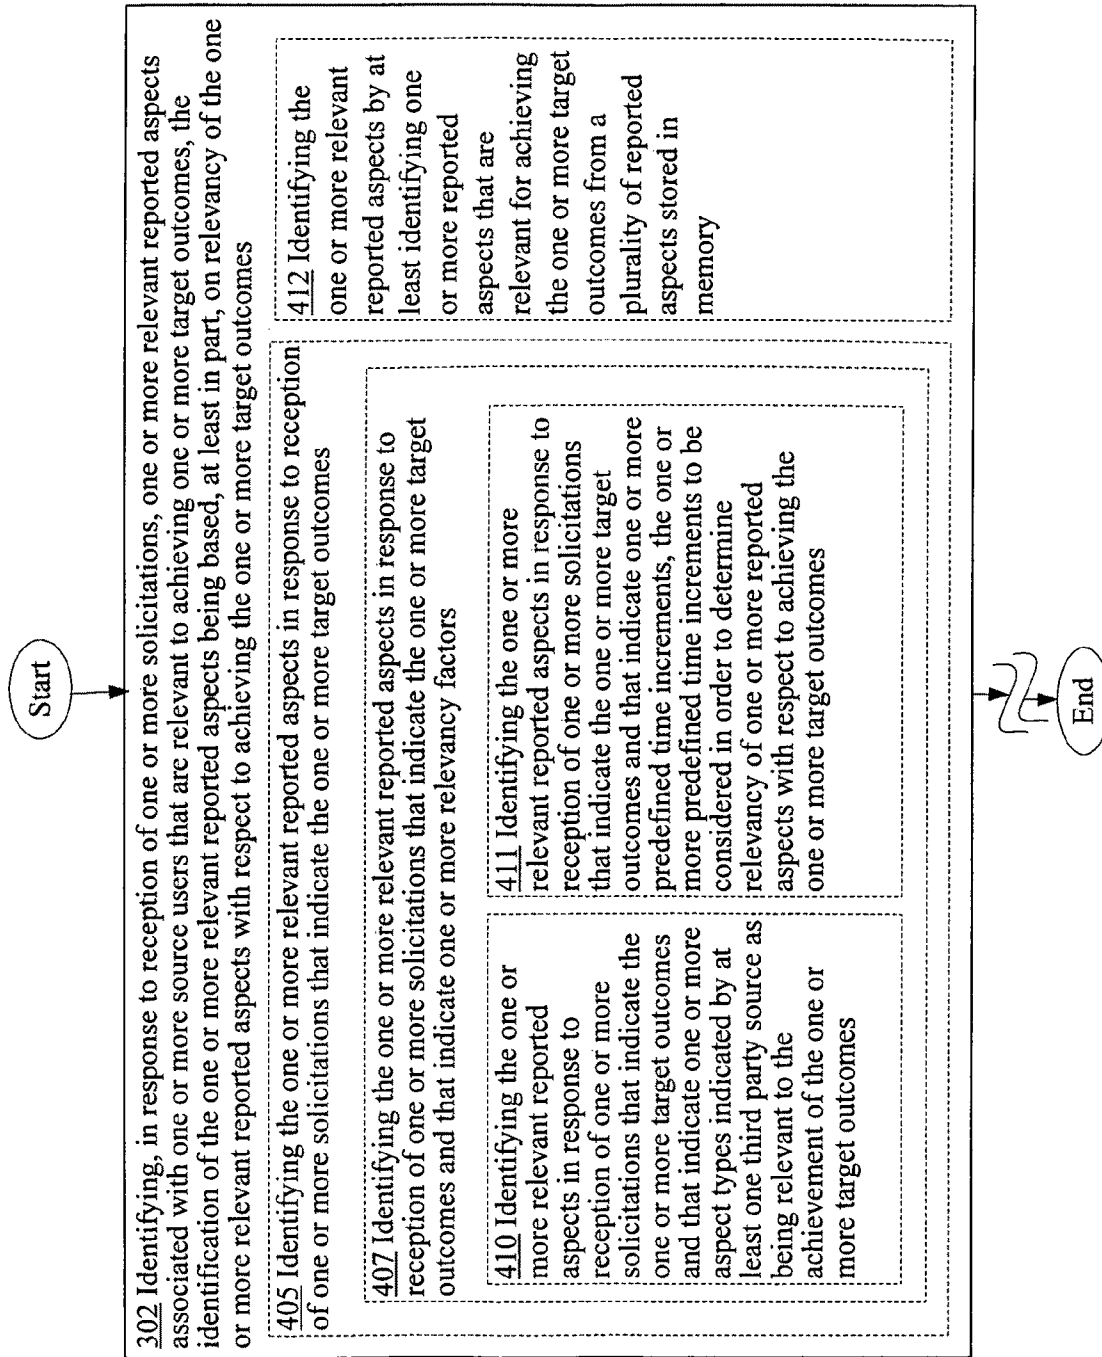 Start
302 Identifying, in response to reception of one or more solicitations, one or more relevant reported aspects
associated with one or more source users that are relevant to achieving one or more target outcomes, the
identification of the one or more relevant reported aspects being based, at least in part, on relevancy of the one
or more relevant reported aspects with respect to achieving the one or more target outcomes
405 Identifying the one or more relevant reported aspects in response to reception
of one or more solicitations that indicate the one or more target outcomes
407 Identifying the one or more relevant reported aspects in response to
reception of one or more solicitations that indicate the one or more target
outcomes and that indicate one or more relevancy factors
410 Identifying the one or
more relevant reported
aspects in response to
reception of one or more
solicitations that indicate the
one or more target outcomes
and that indicate one or more
aspect types indicated by at
least one third party source as
being relevant to the
achievement of the one or
more target outcomes
411 Identifying the one or more
relevant reported aspects in response to
reception of one or more solicitations
that indicate the one or more target
outcomes and that indicate one or more
predefined time increments, the one or
more predefined time increments to be
considered in order to determine
relevancy of one or more reported
aspects with respect to achieving the
one or more target outcomes
412 Identifying the
one or more relevant
reported aspects by at
least identifying one
or more reported
aspects that are
relevant for achieving
the one or more target
outcomes from a
plurality of reported
aspects stored in
memory
End